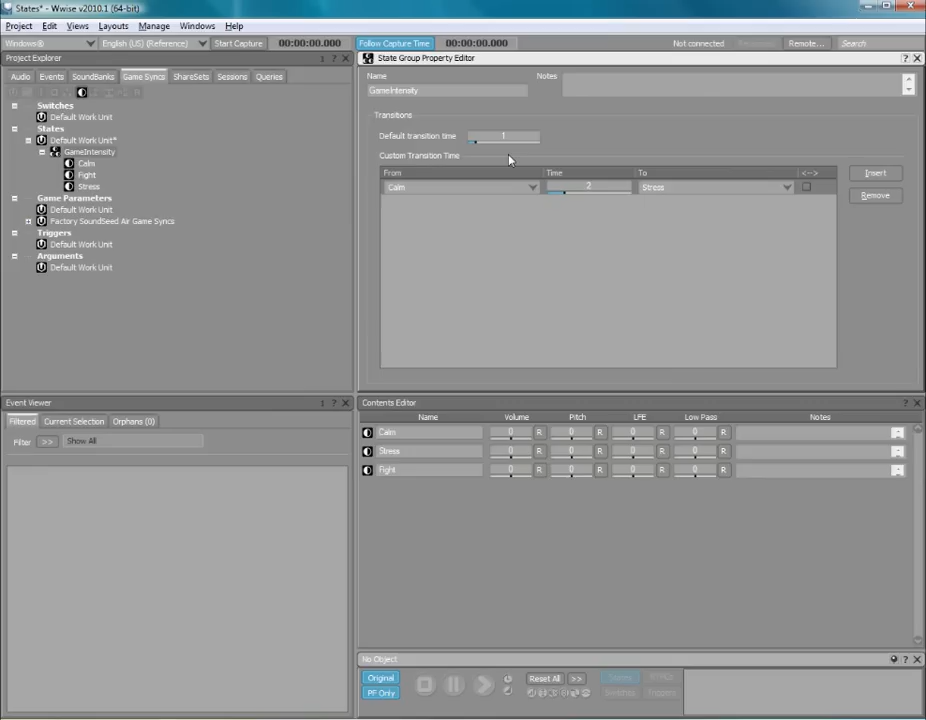 States* - Wwise v2010.1 (64-bit)
Project Edit Views Layouts Manage Windows Help
Windows® English (US) (Reference) Start Capture 00:00:00.000 Follow Capture Time 00:00:00.000 Not connected Remote... Search
Project Explorer
Audio Events SoundBanks Game Syncs ShareSets Sessions Queries
Switches
Default Work Unit
States
Default Work Unit*
GameIntensity
Calm
Fight
Stress
Game Parameters
Default Work Unit
Factory SoundSeed Air Game Syncs
Triggers
Default Work Unit
Arguments
Default Work Unit
State Group Property Editor
Name Notes
GameIntensity
Transitions
Default transition time 1
Custom Transition Time
From Time To <-->
Calm 2 Stress
Insert
Remove
Event Viewer
Filtered Current Selection Orphans (0)
Filter >> Show All
Contents Editor
Name Volume Pitch LFE Low Pass Notes
Calm 0 R 0 R 0 R 0 R
Stress 0 R 0 R 0 R 0 R
Fight 0 R 0 R 0 R 0 R
No Object
Original
PF Only
Reset All >>
States RTPCs
Switches Triggers